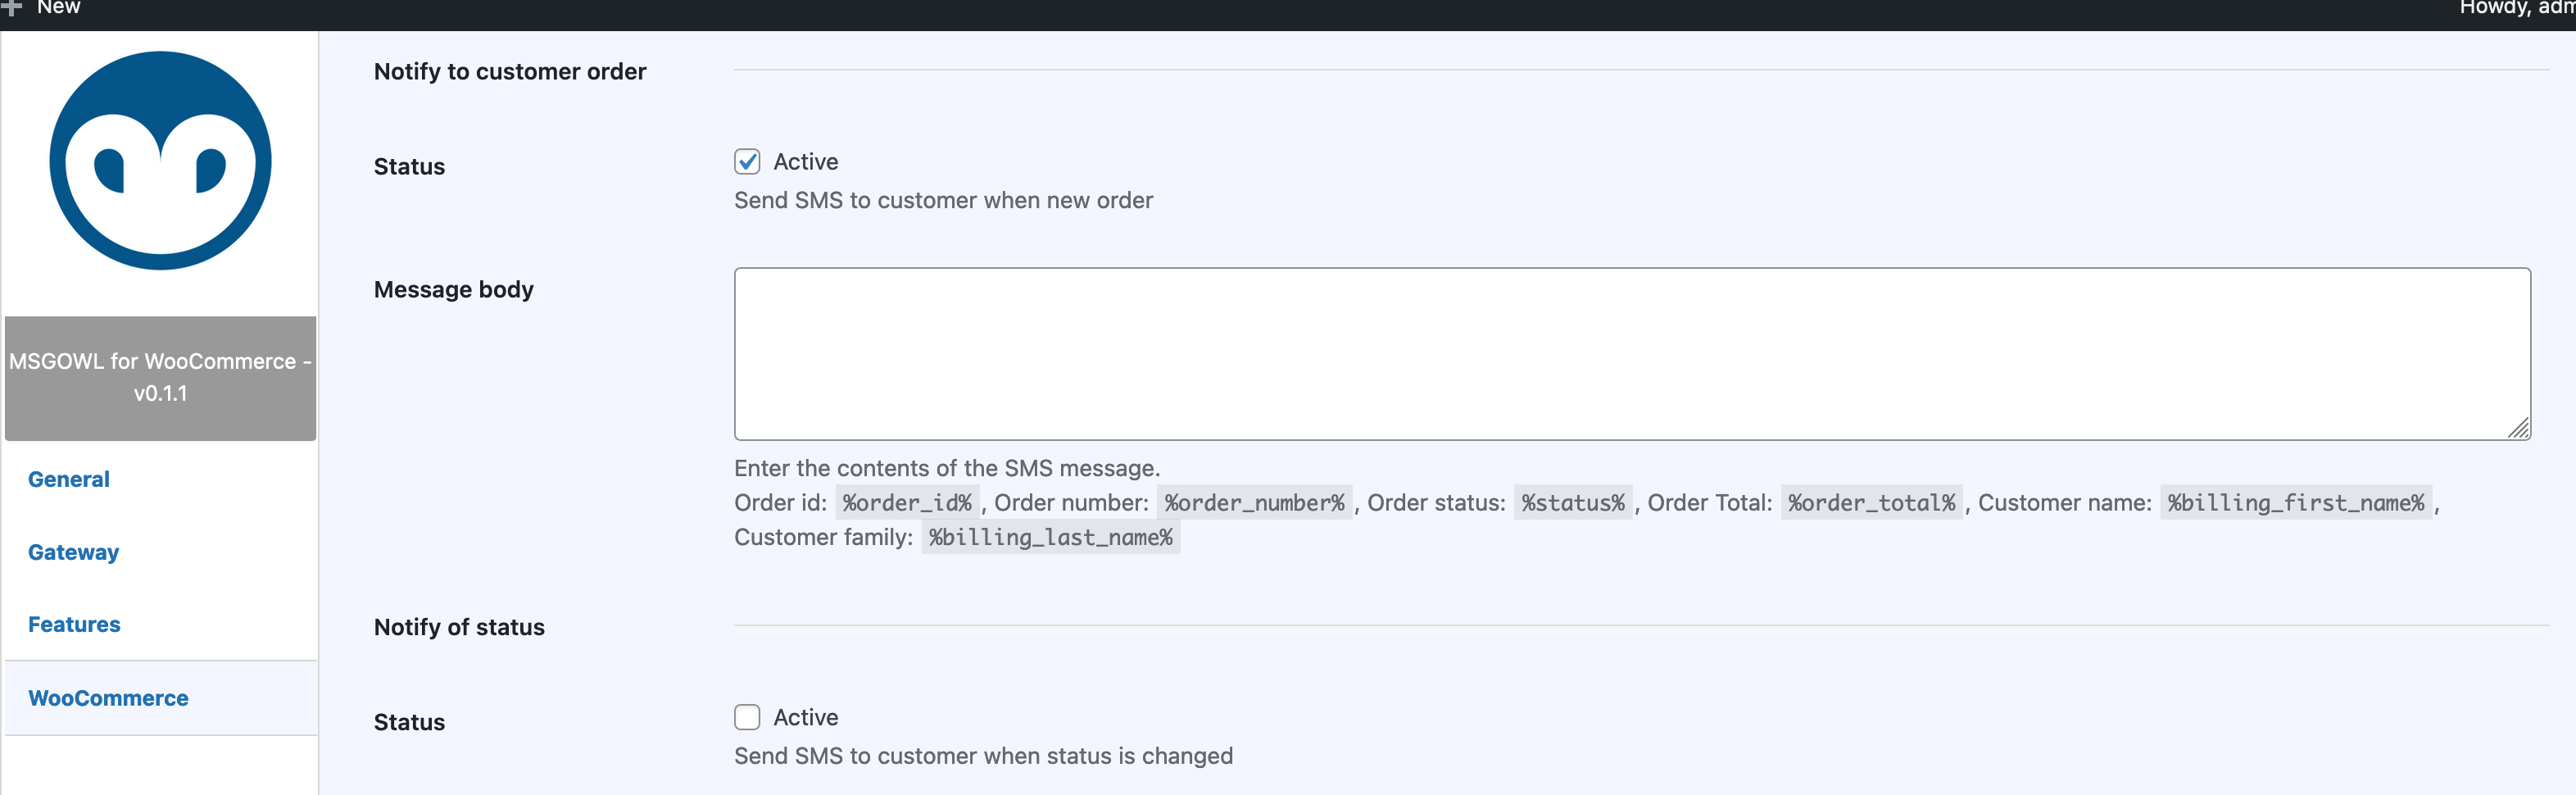 New
Howdy, adm
Notify to customer order
Status
Active
Send SMS to customer when new order
Message body
Enter the contents of the SMS message.
Order id: %order_id% , Order number: %order_number% , Order status: %status% , Order Total: %order_total% , Customer name: %billing_first_name% ,
Customer family: %billing_last_name%
Notify of status
Status
Active
Send SMS to customer when status is changed
MSGOWL for WooCommerce -
v0.1.1
General
Gateway
Features
WooCommerce